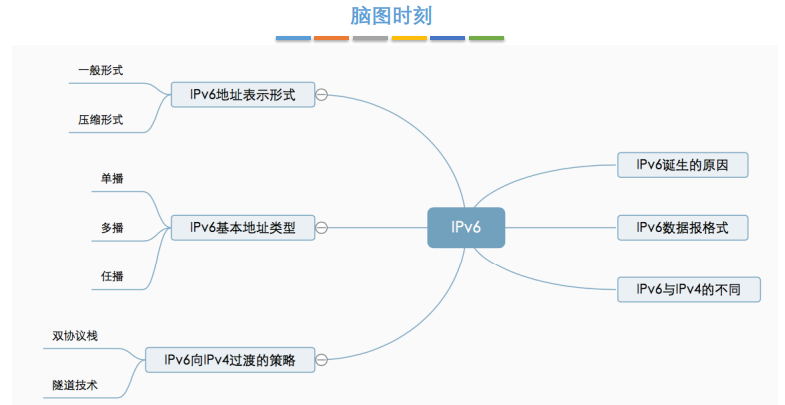 脑图时刻
一般形式
压缩形式
IPv6地址表示形式
单播
多播
任播
IPv6基本地址类型
双协议栈
隧道技术
IPv6向IPv4过渡的策略
IPv6
IPv6诞生的原因
IPv6数据报格式
IPv6与IPv4的不同